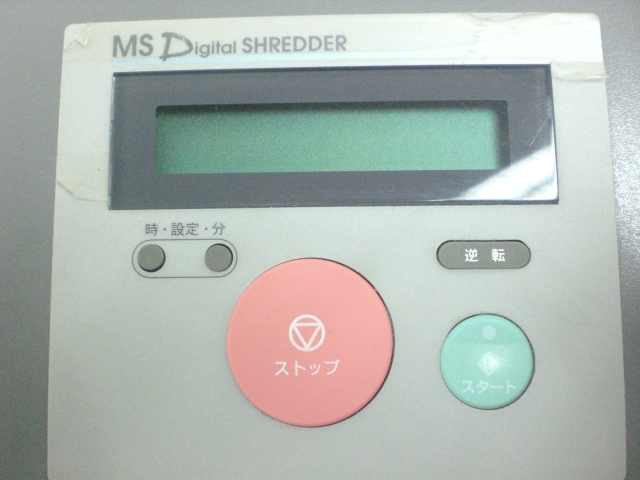 MS Digital SHREDDER
時・設定・分
逆転
ストップ
スタート